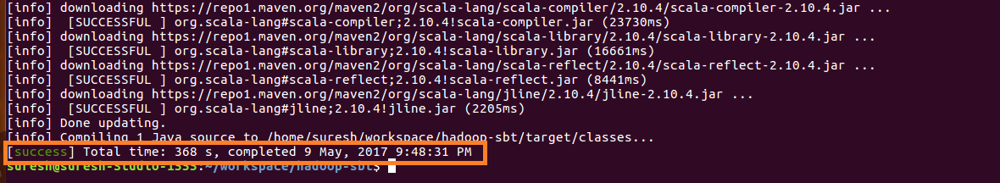 [info] downloading https://repo1.maven.org/maven2/org/scala-lang/scala-compiler/2.10.4/scala-compiler-2.10.4.jar ...
[info]  [SUCCESSFUL ] org.scala-lang#scala-compiler;2.10.4!scala-compiler.jar (23730ms)
[info] downloading https://repo1.maven.org/maven2/org/scala-lang/scala-library/2.10.4/scala-library-2.10.4.jar ...
[info]  [SUCCESSFUL ] org.scala-lang#scala-library;2.10.4!scala-library.jar (16661ms)
[info] downloading https://repo1.maven.org/maven2/org/scala-lang/scala-reflect/2.10.4/scala-reflect-2.10.4.jar ...
[info]  [SUCCESSFUL ] org.scala-lang#scala-reflect;2.10.4!scala-reflect.jar (8441ms)
[info] downloading https://repo1.maven.org/maven2/org/scala-lang/jline/2.10.4/jline-2.10.4.jar ...
[info]  [SUCCESSFUL ] org.scala-lang#jline;2.10.4!jline.jar (2205ms)
[info] Done updating.
[info] Compiling 1 Java source to /home/suresh/workspace/hadoop-sbt/target/classes...
[success] Total time: 368 s, completed 9 May, 2017 9:48:31 PM
suresh@suresh-Studio-1555:~/workspace/hadoop-sbt$